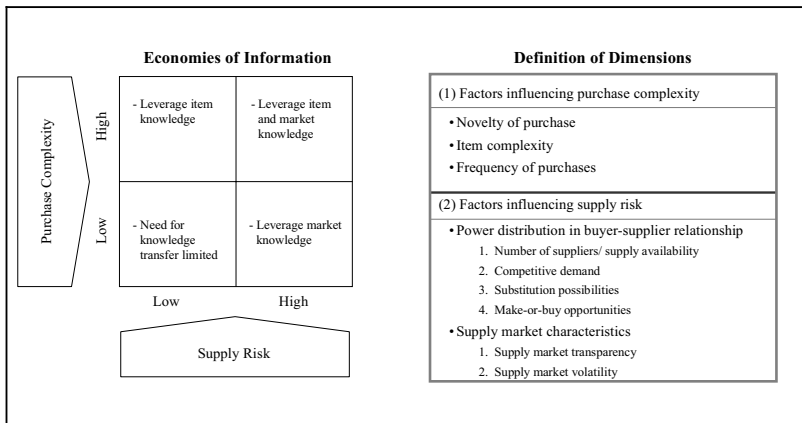 Economies of Information
Purchase Complexity
High
Low
- Leverage item
knowledge
- Leverage item
and market
knowledge
- Need for
knowledge
transfer limited
- Leverage market
knowledge
Low
High
Supply Risk
Definition of Dimensions
(1) Factors influencing purchase complexity
•Novelty of purchase
•Item complexity
•Frequency of purchases
(2) Factors influencing supply risk
•Power distribution in buyer-supplier relationship
1. Number of suppliers/ supply availability
2. Competitive demand
3. Substitution possibilities
4. Make-or-buy opportunities
•Supply market characteristics
1. Supply market transparency
2. Supply market volatility